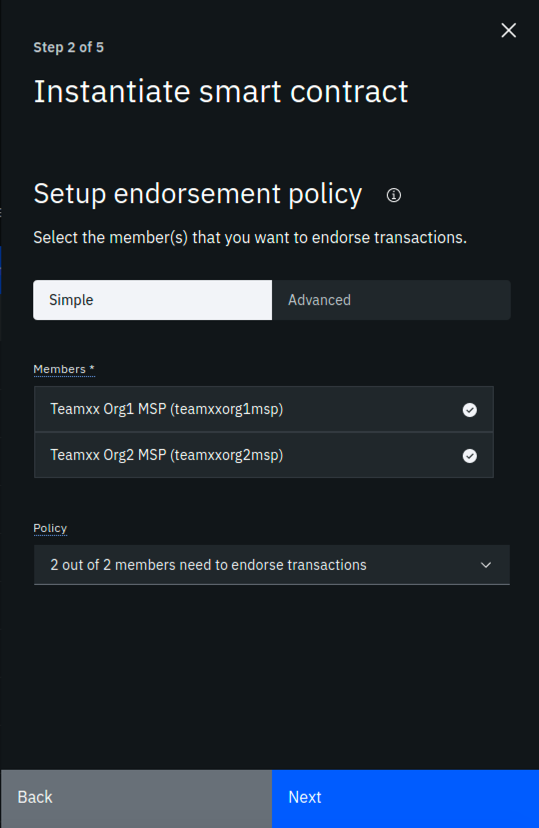 Step 2 of 5
Instantiate smart contract
Setup endorsement policy
Select the member(s) that you want to endorse transactions.
Simple
Advanced
Members *
Teamxx Org1 MSP (teamxxorg1msp)
Teamxx Org2 MSP (teamxxorg2msp)
Policy
2 out of 2 members need to endorse transactions
Back
Next